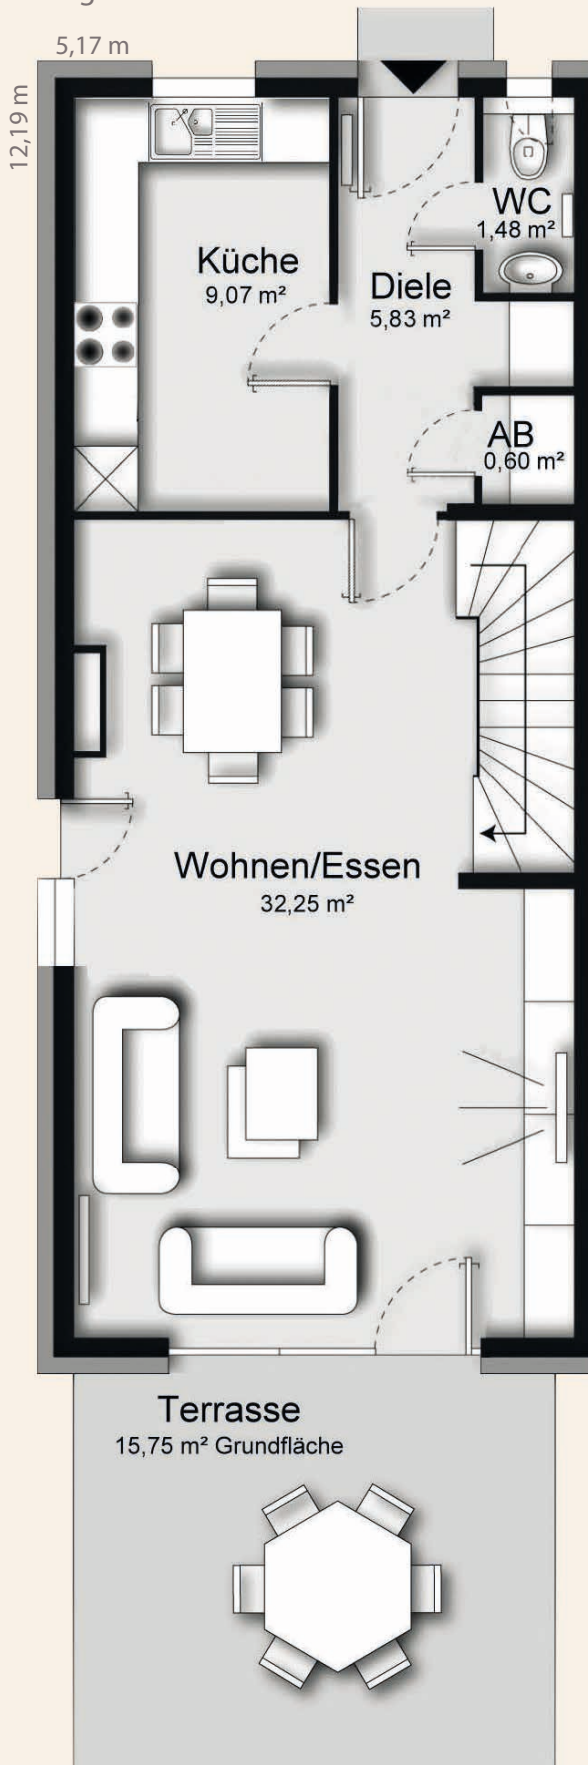 5,17 m
12,19 m
WC
1,48 m²
Küche
9,07 m²
Diele
5,83 m²
AB
0,60 m²
Wohnen/Essen
32,25 m²
Terrasse
15,75 m² Grundfläche